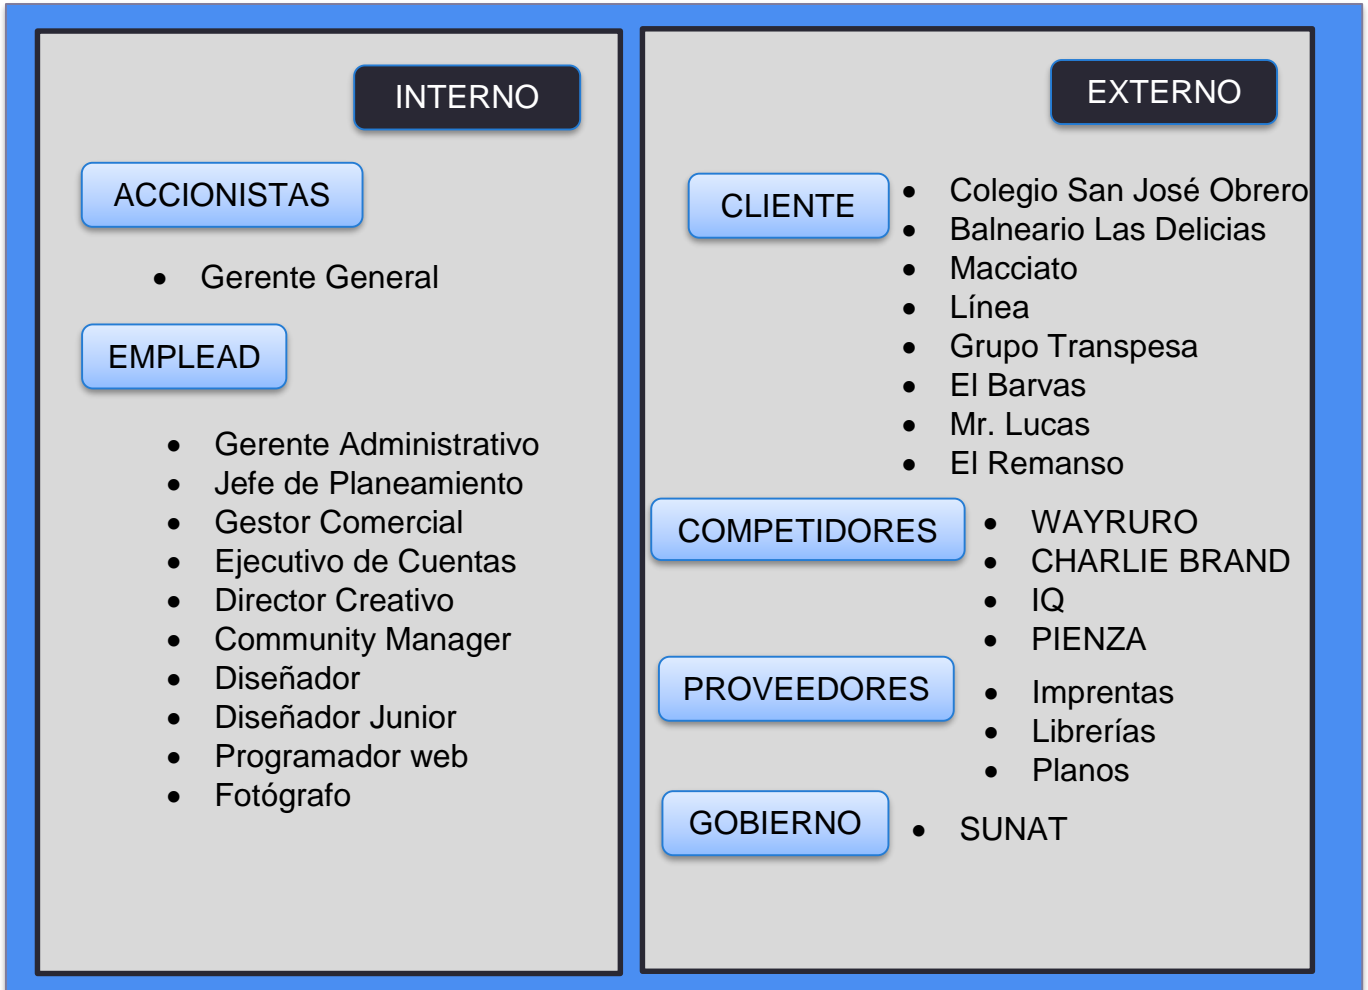 INTERNO
ACCIONISTAS
• Gerente General
EMPLEAD
• Gerente Administrativo
• Jefe de Planeamiento
• Gestor Comercial
• Ejecutivo de Cuentas
• Director Creativo
• Community Manager
• Diseñador
• Diseñador Junior
• Programador web
• Fotógrafo
EXTERNO
CLIENTE
• Colegio San José Obrero
• Balneario Las Delicias
• Macciato
• Línea
• Grupo Transpesa
• El Barvas
• Mr. Lucas
• El Remanso
COMPETIDORES
• WAYRURO
• CHARLIE BRAND
• IQ
• PIENZA
PROVEEDORES
• Imprentas
• Librerías
• Planos
GOBIERNO
• SUNAT